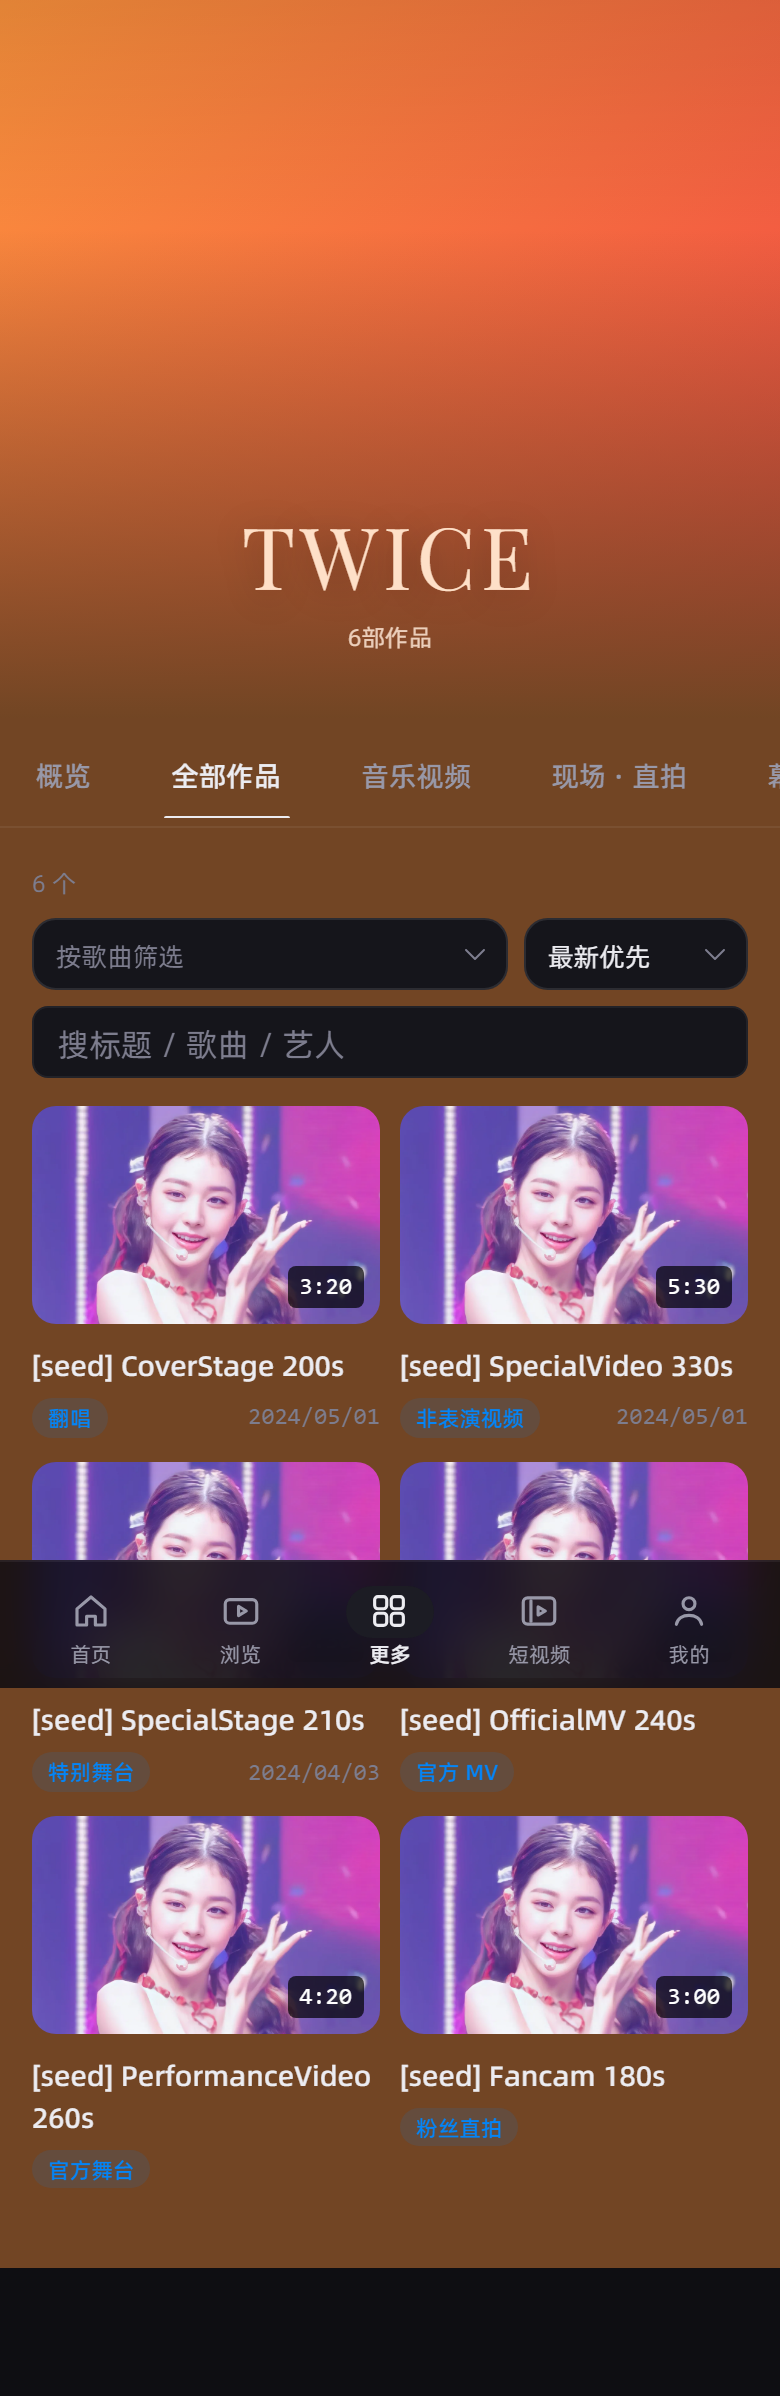 TWICE
6部作品
概览 全部作品 音乐视频 现场 · 直拍
6 个
按歌曲筛选 最新优先
搜标题 / 歌曲 / 艺人
3:20 5:30
[seed] CoverStage 200s [seed] SpecialVideo 330s
翻唱 2024/05/01 非表演视频 2024/05/01
首页 浏览 更多 短视频 我的
[seed] SpecialStage 210s [seed] OfficialMV 240s
特别舞台 2024/04/03 官方 MV
4:20 3:00
[seed] PerformanceVideo 260s [seed] Fancam 180s
官方舞台 粉丝直拍